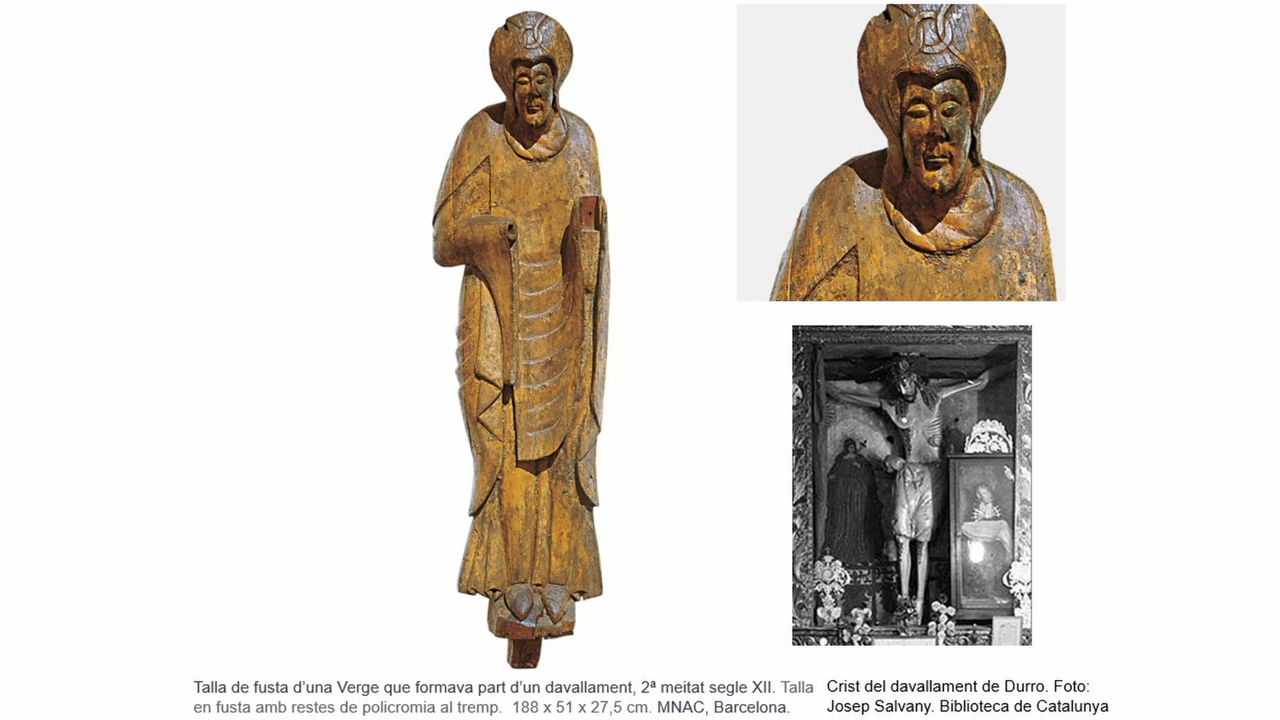 Talla de fusta d’una Verge que formava part d’un davallament, 2ª meitat segle XII. Talla
en fusta amb restes de policromia al tremp.  188 x 51 x 27,5 cm. MNAC, Barcelona.
Crist del davallament de Durro. Foto:
Josep Salvany. Biblioteca de Catalunya